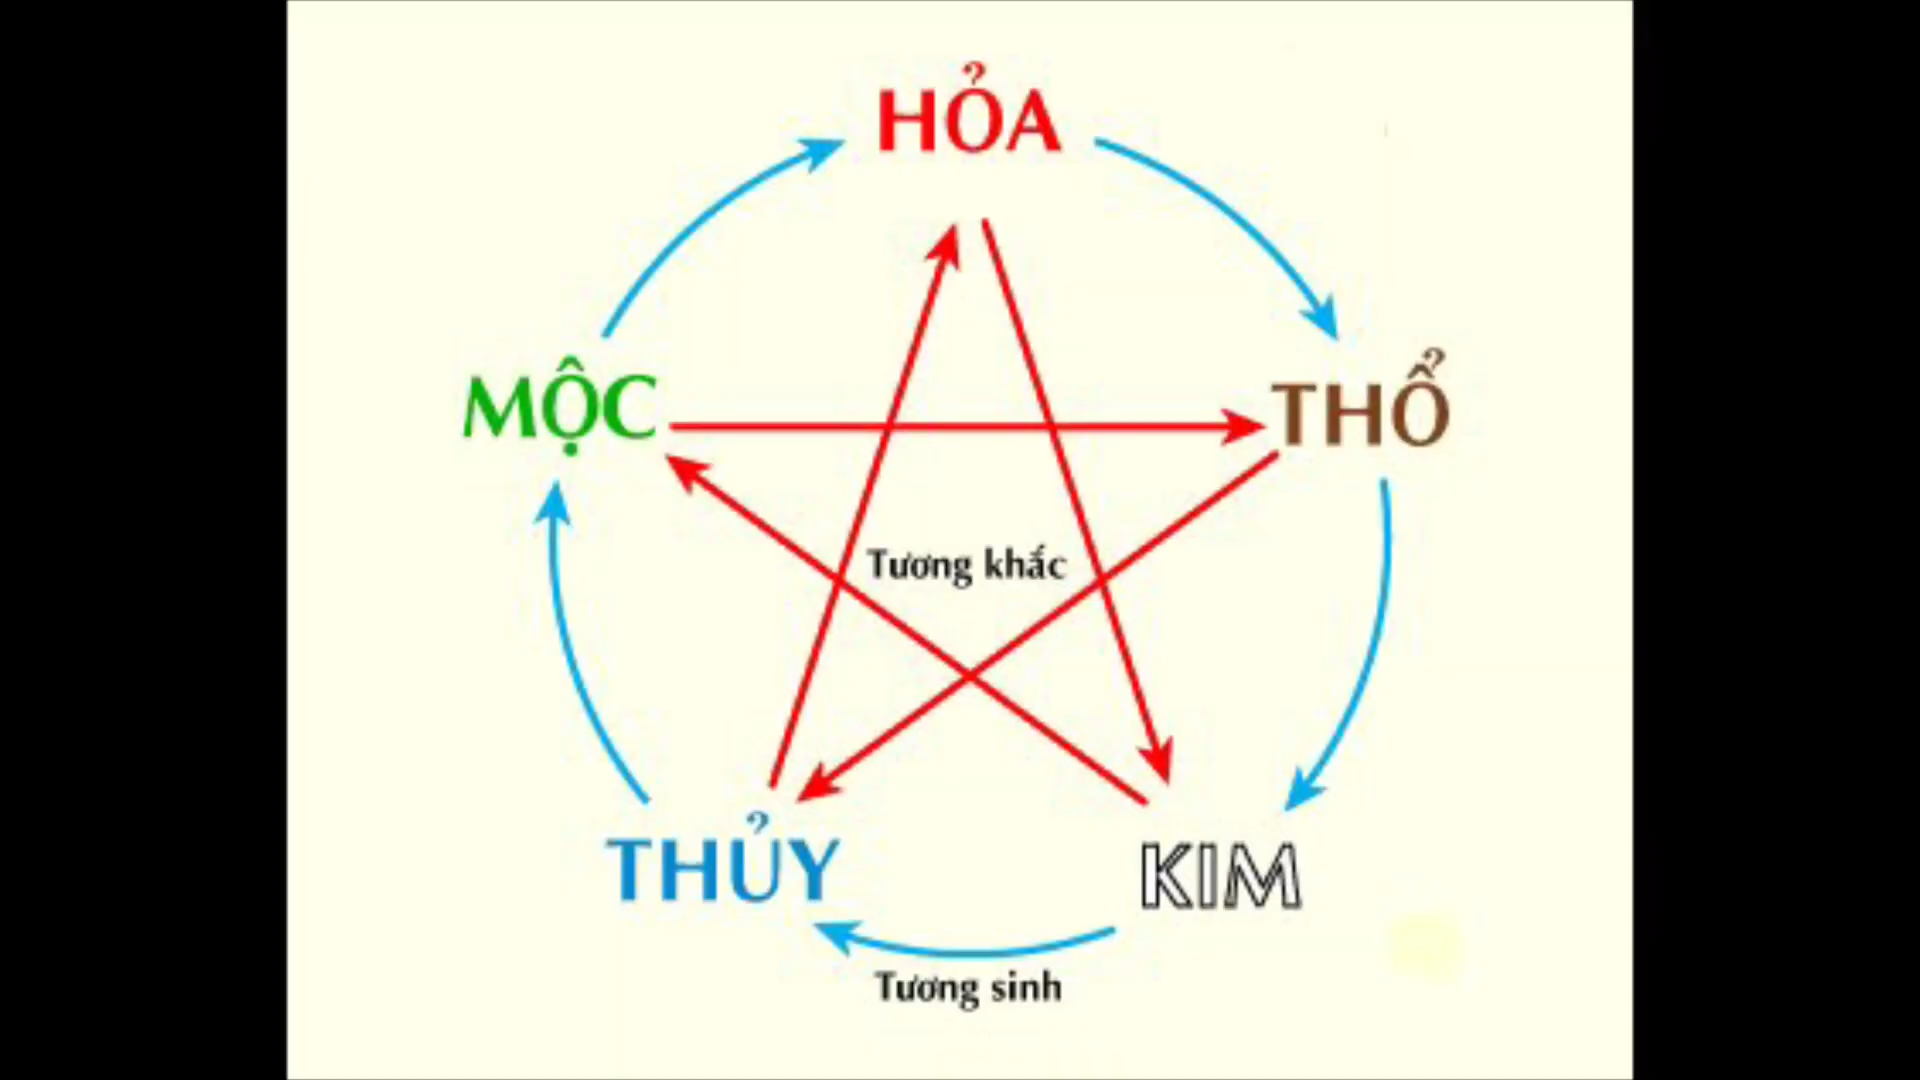 HỎA
MỘC
THỔ
Tương khắc
THỦY
KIM
Tương sinh